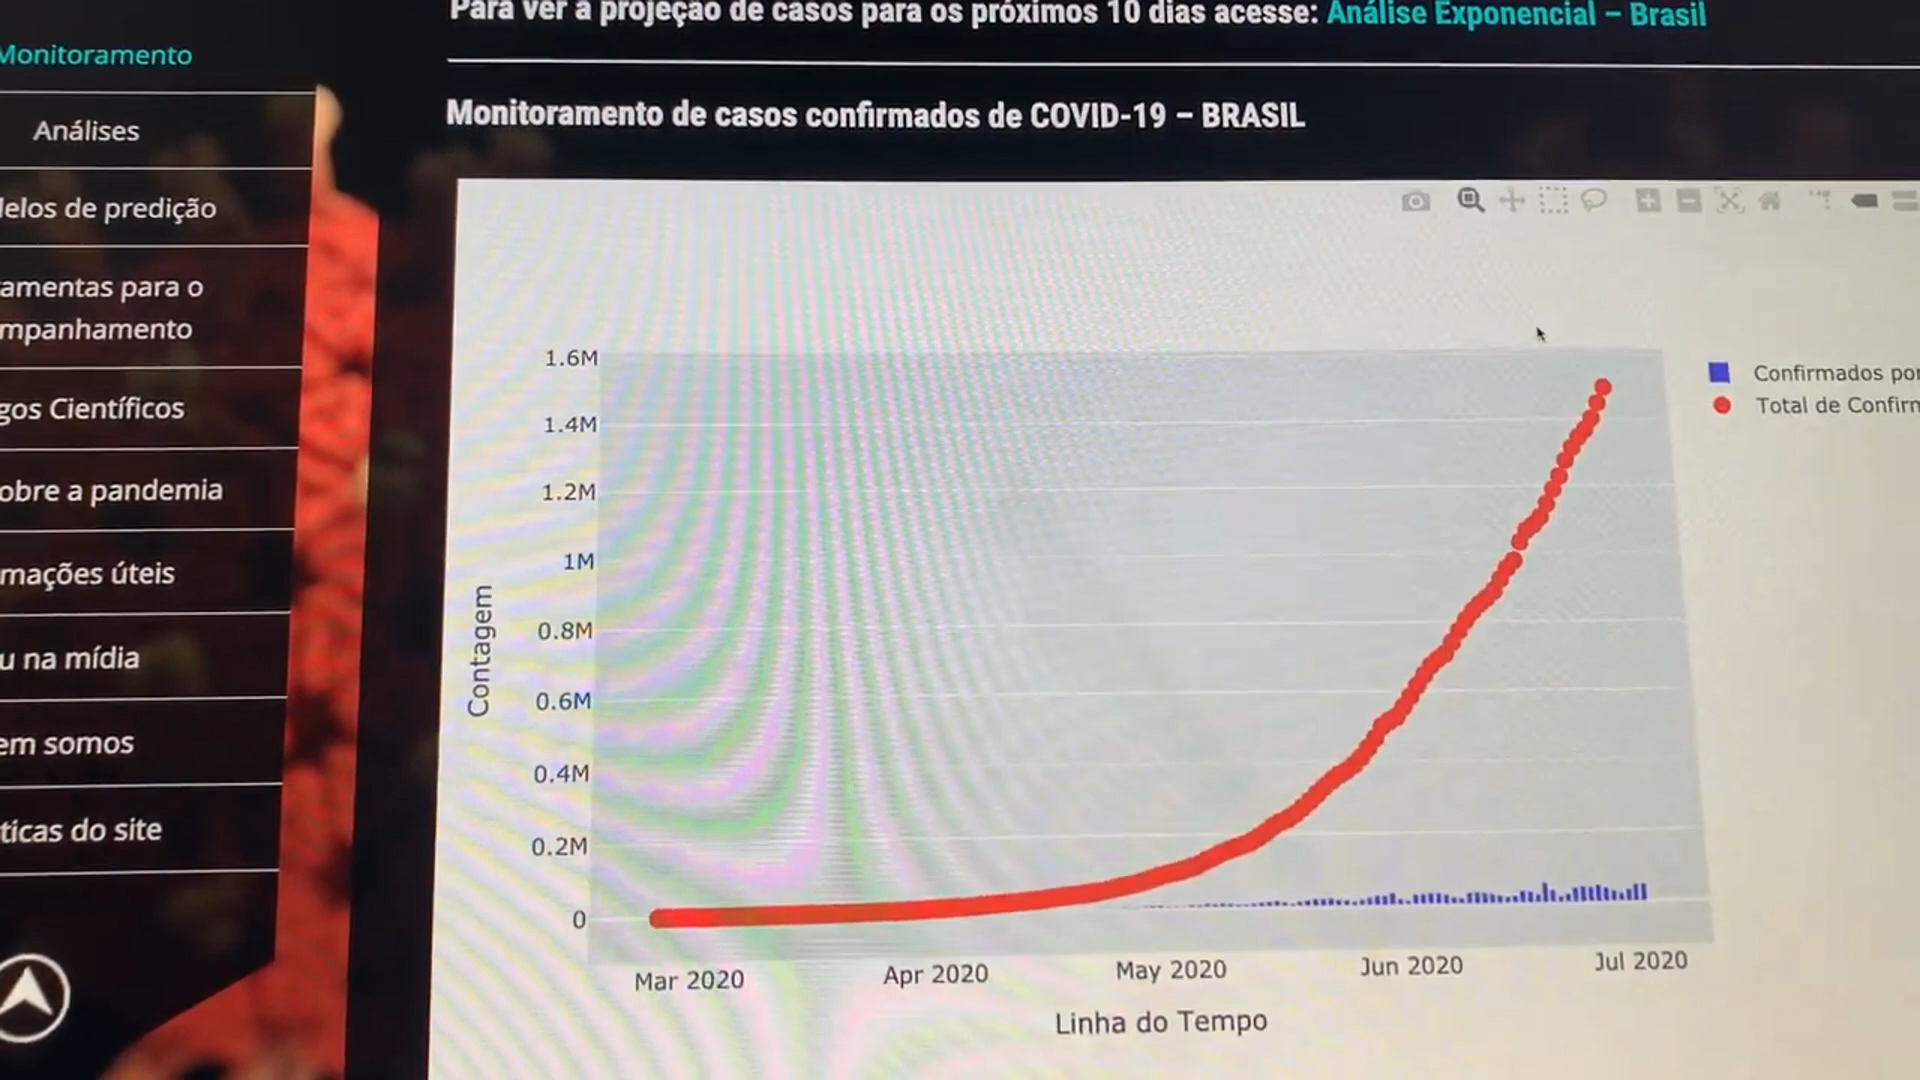 Para ver a projeção de casos para os próximos 10 dias acesse: Análise Exponencial – Brasil
Monitoramento
Análises
delos de predição
amentas para o
mpanhamento
gos Científicos
obre a pandemia
mações úteis
u na mídia
em somos
ticas do site
Monitoramento de casos confirmados de COVID-19 – BRASIL
1.6M
1.4M
1.2M
1M
0.8M
0.6M
0.4M
0.2M
0
Contagem
Mar 2020
Apr 2020
May 2020
Jun 2020
Jul 2020
Linha do Tempo
Confirmados por
Total de Confirm